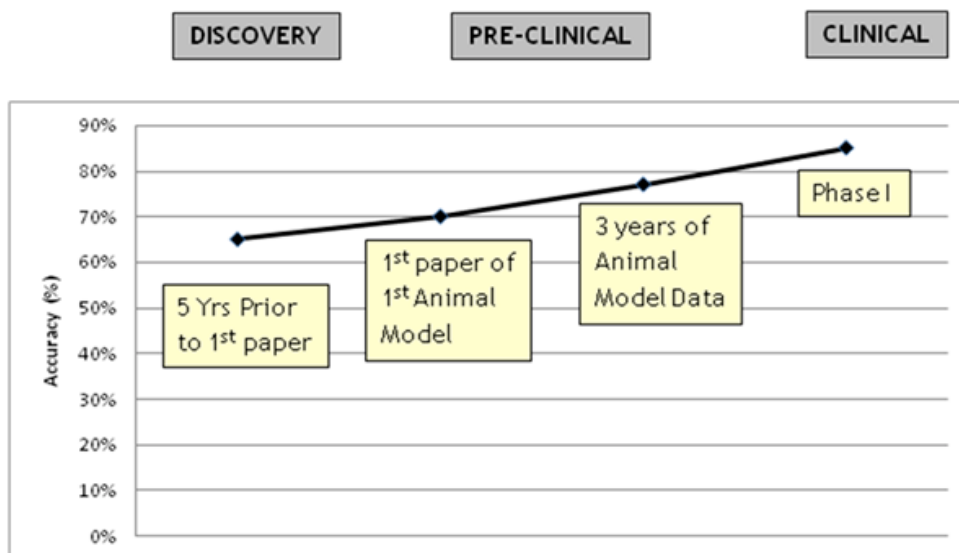 DISCOVERY
PRE-CLINICAL
CLINICAL
90%
80%
70%
60%
50%
40%
30%
20%
10%
0%
Accuracy (%)
5 Yrs Prior
to 1st paper
1st paper of
1st Animal
Model
3 years of
Animal
Model Data
Phase I